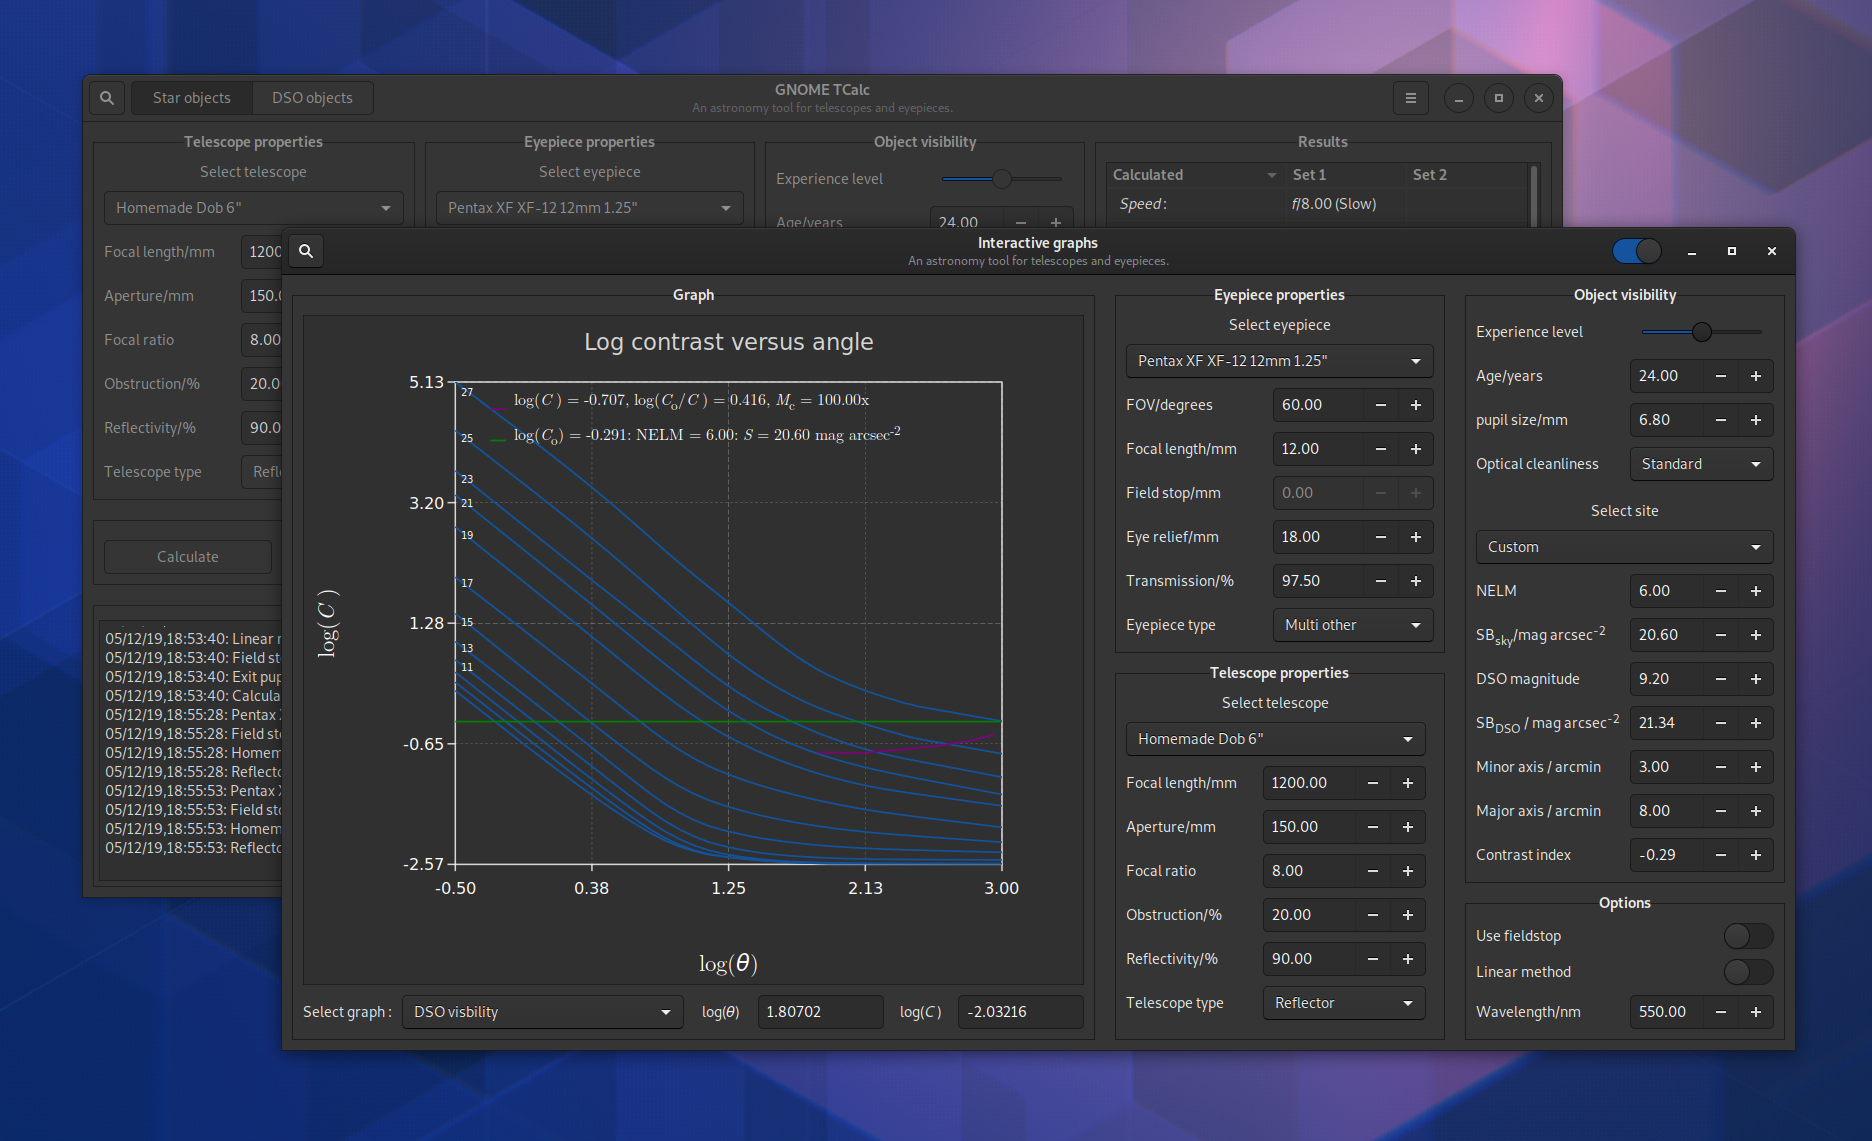 Star objects
DSO objects
GNOME TCalc
An astronomy tool for telescopes and eyepieces.
Telescope properties
Select telescope
Homemade Dob 6"
Focal length/mm 1200
Aperture/mm 150.
Focal ratio 8.00
Obstruction/% 20.0
Reflectivity/% 90.0
Telescope type Refl
Calculate
05/12/19,18:53:40: Linear
05/12/19,18:53:40: Field st
05/12/19,18:53:40: Exit pup
05/12/19,18:53:40: Calcula
05/12/19,18:55:28: Pentax
05/12/19,18:55:28: Field st
05/12/19,18:55:28: Homem
05/12/19,18:55:28: Reflect
05/12/19,18:55:53: Pentax
05/12/19,18:55:53: Field st
05/12/19,18:55:53: Homem
05/12/19,18:55:53: Reflect
Eyepiece properties
Select eyepiece
Pentax XF XF-12 12mm 1.25"
Object visibility
Experience level
Age/years 24.00 − +
Results
Calculated Set 1 Set 2
Speed: f/8.00 (Slow)
Interactive graphs
An astronomy tool for telescopes and eyepieces.
Graph
Log contrast versus angle
log(C) = -0.707, log(C₀/C) = 0.416, M_c = 100.00x
log(C₀) = -0.291: NELM = 6.00: S = 20.60 mag arcsec⁻²
5.13
3.20
1.28
-0.65
-2.57
27
25
23
21
19
17
15
13
11
-0.50 0.38 1.25 2.13 3.00
log(C)
log(θ)
Select graph : DSO visbility log(θ) 1.80702 log(C) -2.03216
Eyepiece properties
Select eyepiece
Pentax XF XF-12 12mm 1.25"
FOV/degrees 60.00 − +
Focal length/mm 12.00 − +
Field stop/mm 0.00 − +
Eye relief/mm 18.00 − +
Transmission/% 97.50 − +
Eyepiece type Multi other
Telescope properties
Select telescope
Homemade Dob 6"
Focal length/mm 1200.00 − +
Aperture/mm 150.00 − +
Focal ratio 8.00 − +
Obstruction/% 20.00 − +
Reflectivity/% 90.00 − +
Telescope type Reflector
Object visibility
Experience level
Age/years 24.00 − +
pupil size/mm 6.80 − +
Optical cleanliness Standard
Select site
Custom
NELM 6.00 − +
SB_sky/mag arcsec⁻² 20.60 − +
DSO magnitude 9.20 − +
SB_DSO / mag arcsec⁻² 21.34 − +
Minor axis / arcmin 3.00 − +
Major axis / arcmin 8.00 − +
Contrast index -0.29 − +
Options
Use fieldstop
Linear method
Wavelength/nm 550.00 − +